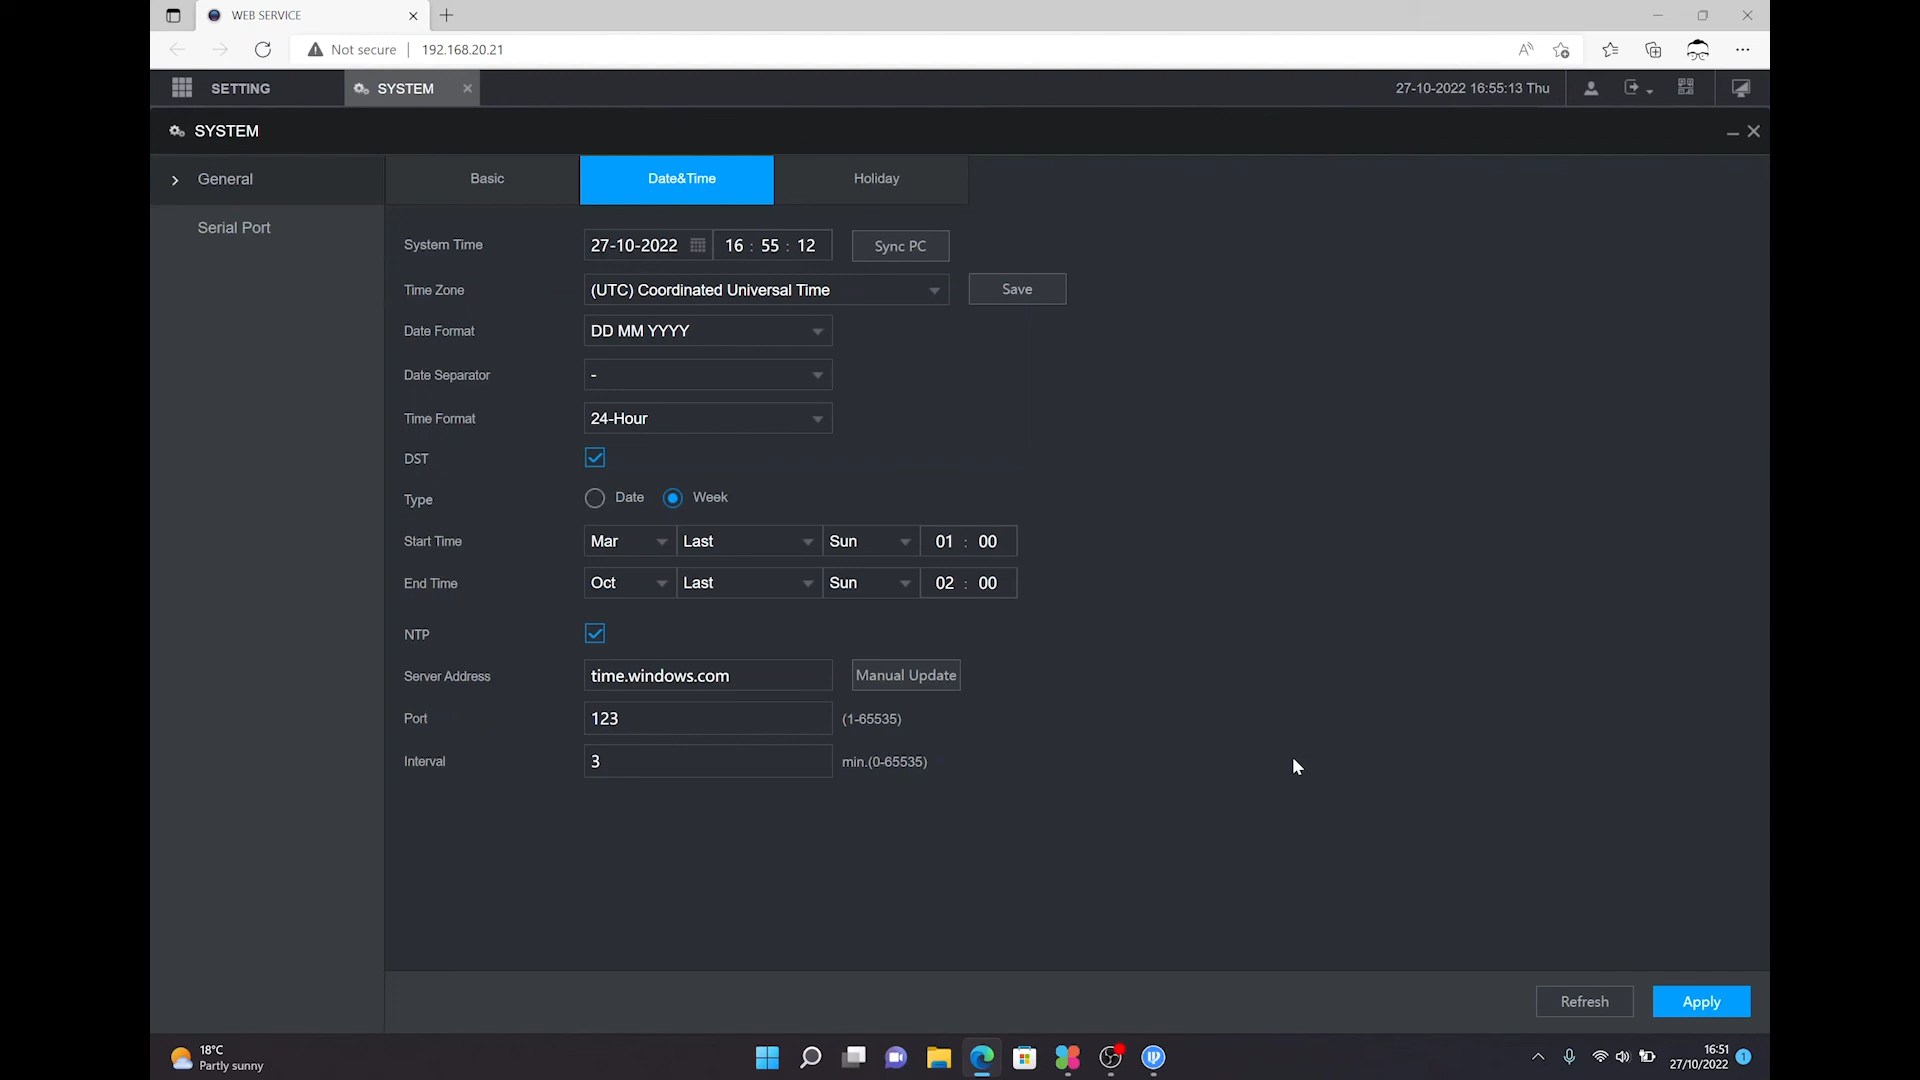 WEB SERVICE
Not secure 192.168.20.21
SETTING SYSTEM 27-10-2022 16:55:13 Thu
SYSTEM
General Basic Date&Time Holiday
Serial Port
System Time 27-10-2022 16 : 55 : 12 Sync PC
Time Zone (UTC) Coordinated Universal Time Save
Date Format DD MM YYYY
Date Separator -
Time Format 24-Hour
DST
Type Date Week
Start Time Mar Last Sun 01 : 00
End Time Oct Last Sun 02 : 00
NTP
Server Address time.windows.com Manual Update
Port 123 (1-65535)
Interval 3 min.(0-65535)
Refresh Apply
18°C 16:51
Partly sunny 27/10/2022 1